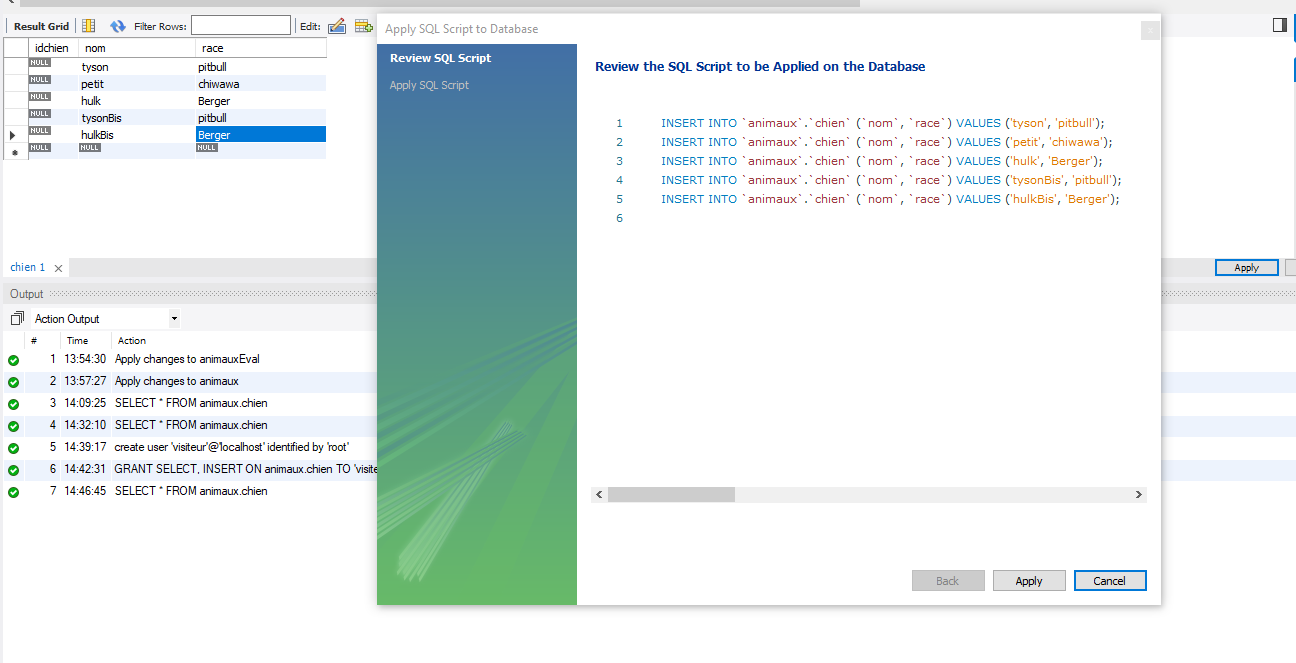 Result Grid Filter Rows: Edit:
idchien nom race
NULL tyson pitbull
NULL petit chiwawa
NULL hulk Berger
NULL tysonBis pitbull
NULL hulkBis Berger
NULL NULL NULL
chien 1
Apply
Output
Action Output
# Time Action
1 13:54:30 Apply changes to animauxEval
2 13:57:27 Apply changes to animaux
3 14:09:25 SELECT * FROM animaux.chien
4 14:32:10 SELECT * FROM animaux.chien
5 14:39:17 create user 'visiteur'@'localhost' identified by 'root'
6 14:42:31 GRANT SELECT, INSERT ON animaux.chien TO 'visite
7 14:46:45 SELECT * FROM animaux.chien
Apply SQL Script to Database
Review SQL Script
Apply SQL Script
Review the SQL Script to be Applied on the Database
1 INSERT INTO `animaux`.`chien` (`nom`, `race`) VALUES ('tyson', 'pitbull');
2 INSERT INTO `animaux`.`chien` (`nom`, `race`) VALUES ('petit', 'chiwawa');
3 INSERT INTO `animaux`.`chien` (`nom`, `race`) VALUES ('hulk', 'Berger');
4 INSERT INTO `animaux`.`chien` (`nom`, `race`) VALUES ('tysonBis', 'pitbull');
5 INSERT INTO `animaux`.`chien` (`nom`, `race`) VALUES ('hulkBis', 'Berger');
6
Back Apply Cancel